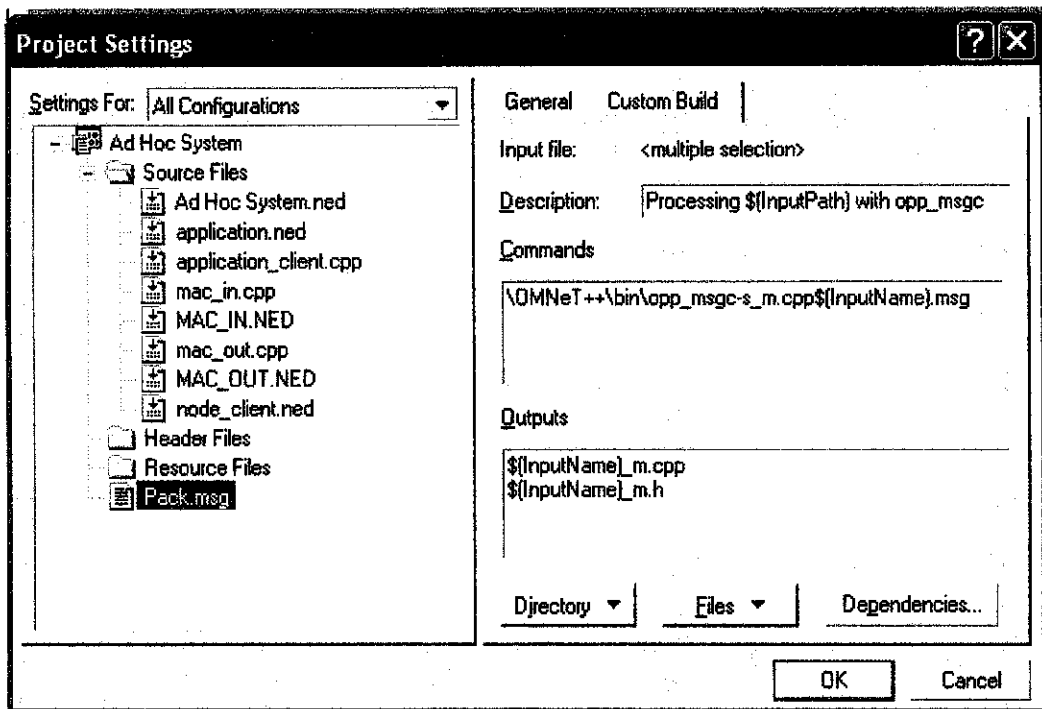 Project Settings
Settings For: All Configurations
Ad Hoc System
Source Files
Ad Hoc System.ned
application.ned
application_client.cpp
mac_in.cpp
MAC_IN.NED
mac_out.cpp
MAC_OUT.NED
node_client.ned
Header Files
Resource Files
Pack.msg
General Custom Build
Input file: <multiple selection>
Description: Processing $(InputPath) with opp_msgc
Commands
\OMNeT++\bin\opp_msgc-s_m.cpp$(InputName).msg
Outputs
$(InputName)_m.cpp
$(InputName)_m.h
Directory Files Dependencies...
OK Cancel